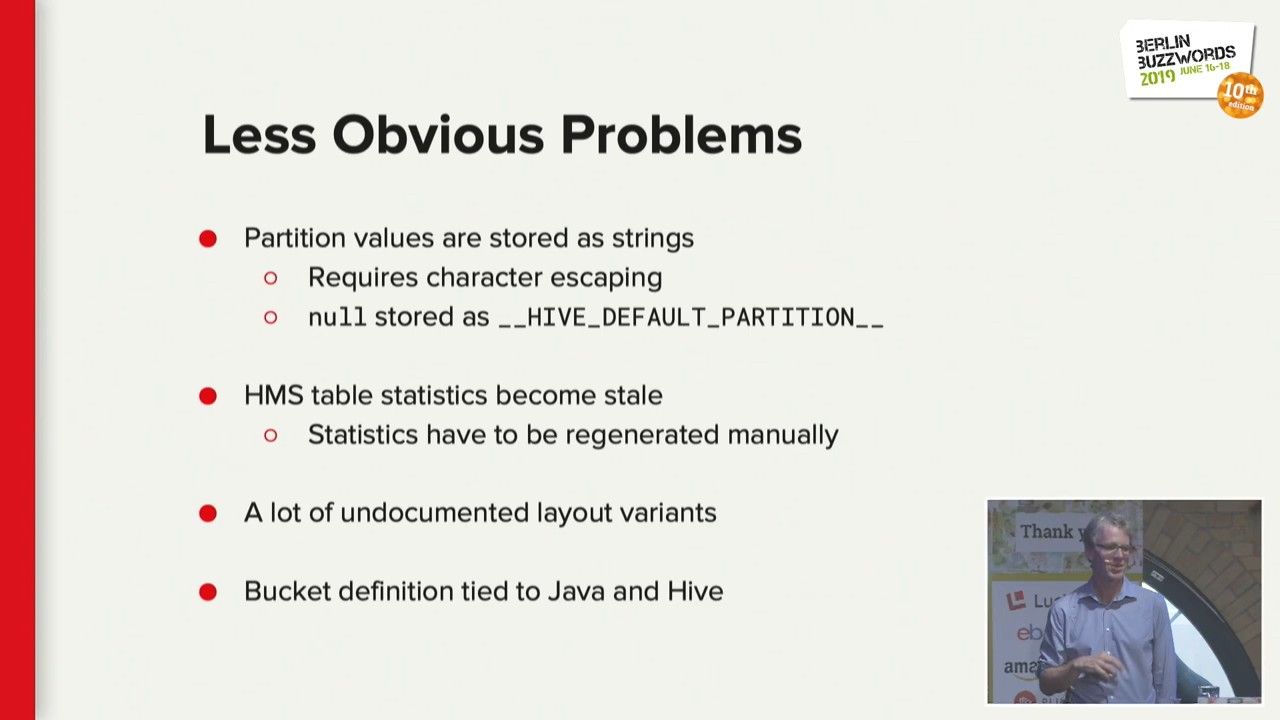 BERLIN
BUZZWORDS
2019 JUNE 16-18
10th
edition
Less Obvious Problems
Partition values are stored as strings
Requires character escaping
null stored as __HIVE_DEFAULT_PARTITION__
HMS table statistics become stale
Statistics have to be regenerated manually
A lot of undocumented layout variants
Bucket definition tied to Java and Hive
Thank